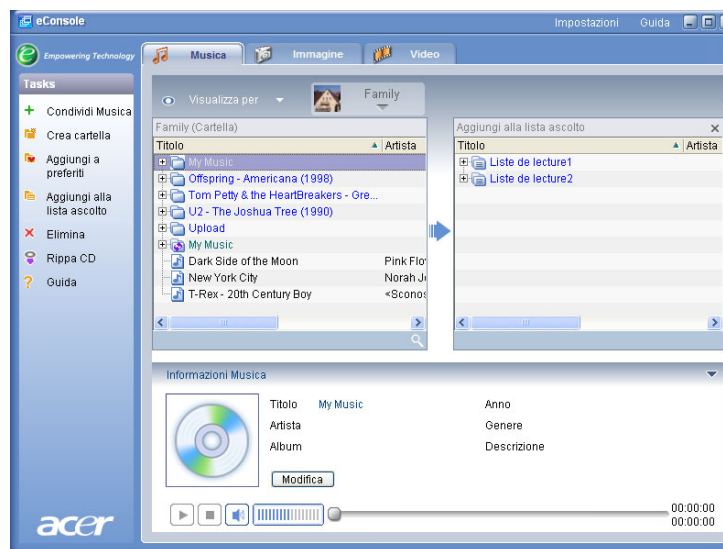 eConsole
Impostazioni Guida
Empowering Technology
Musica Immagine Video
Tasks
Condividi Musica
Crea cartella
Aggiungi a
preferiti
Aggiungi alla
lista ascolto
Elimina
Rippa CD
Guida
Visualizza per
Family
Family (Cartella)
Titolo Artista
My Music
Offspring - Americana (1998)
Tom Petty & the HeartBreakers - Gre...
U2 - The Joshua Tree (1990)
Upload
My Music
Dark Side of the Moon Pink Flo
New York City Norah J
T-Rex - 20th Century Boy <Scono
Aggiungi alla lista ascolto
Titolo Artista
Liste de lecture1
Liste de lecture2
Informazioni Musica
Titolo My Music
Artista
Album
Anno
Genere
Descrizione
Modifica
00:00:00
00:00:00
acer